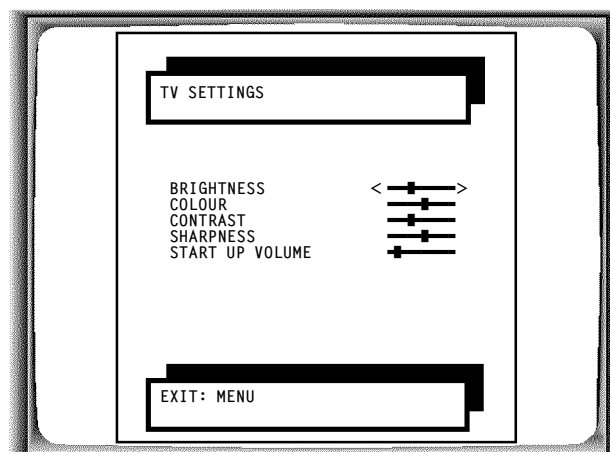 TV SETTINGS
BRIGHTNESS < >
COLOUR
CONTRAST
SHARPNESS
START UP VOLUME
EXIT: MENU